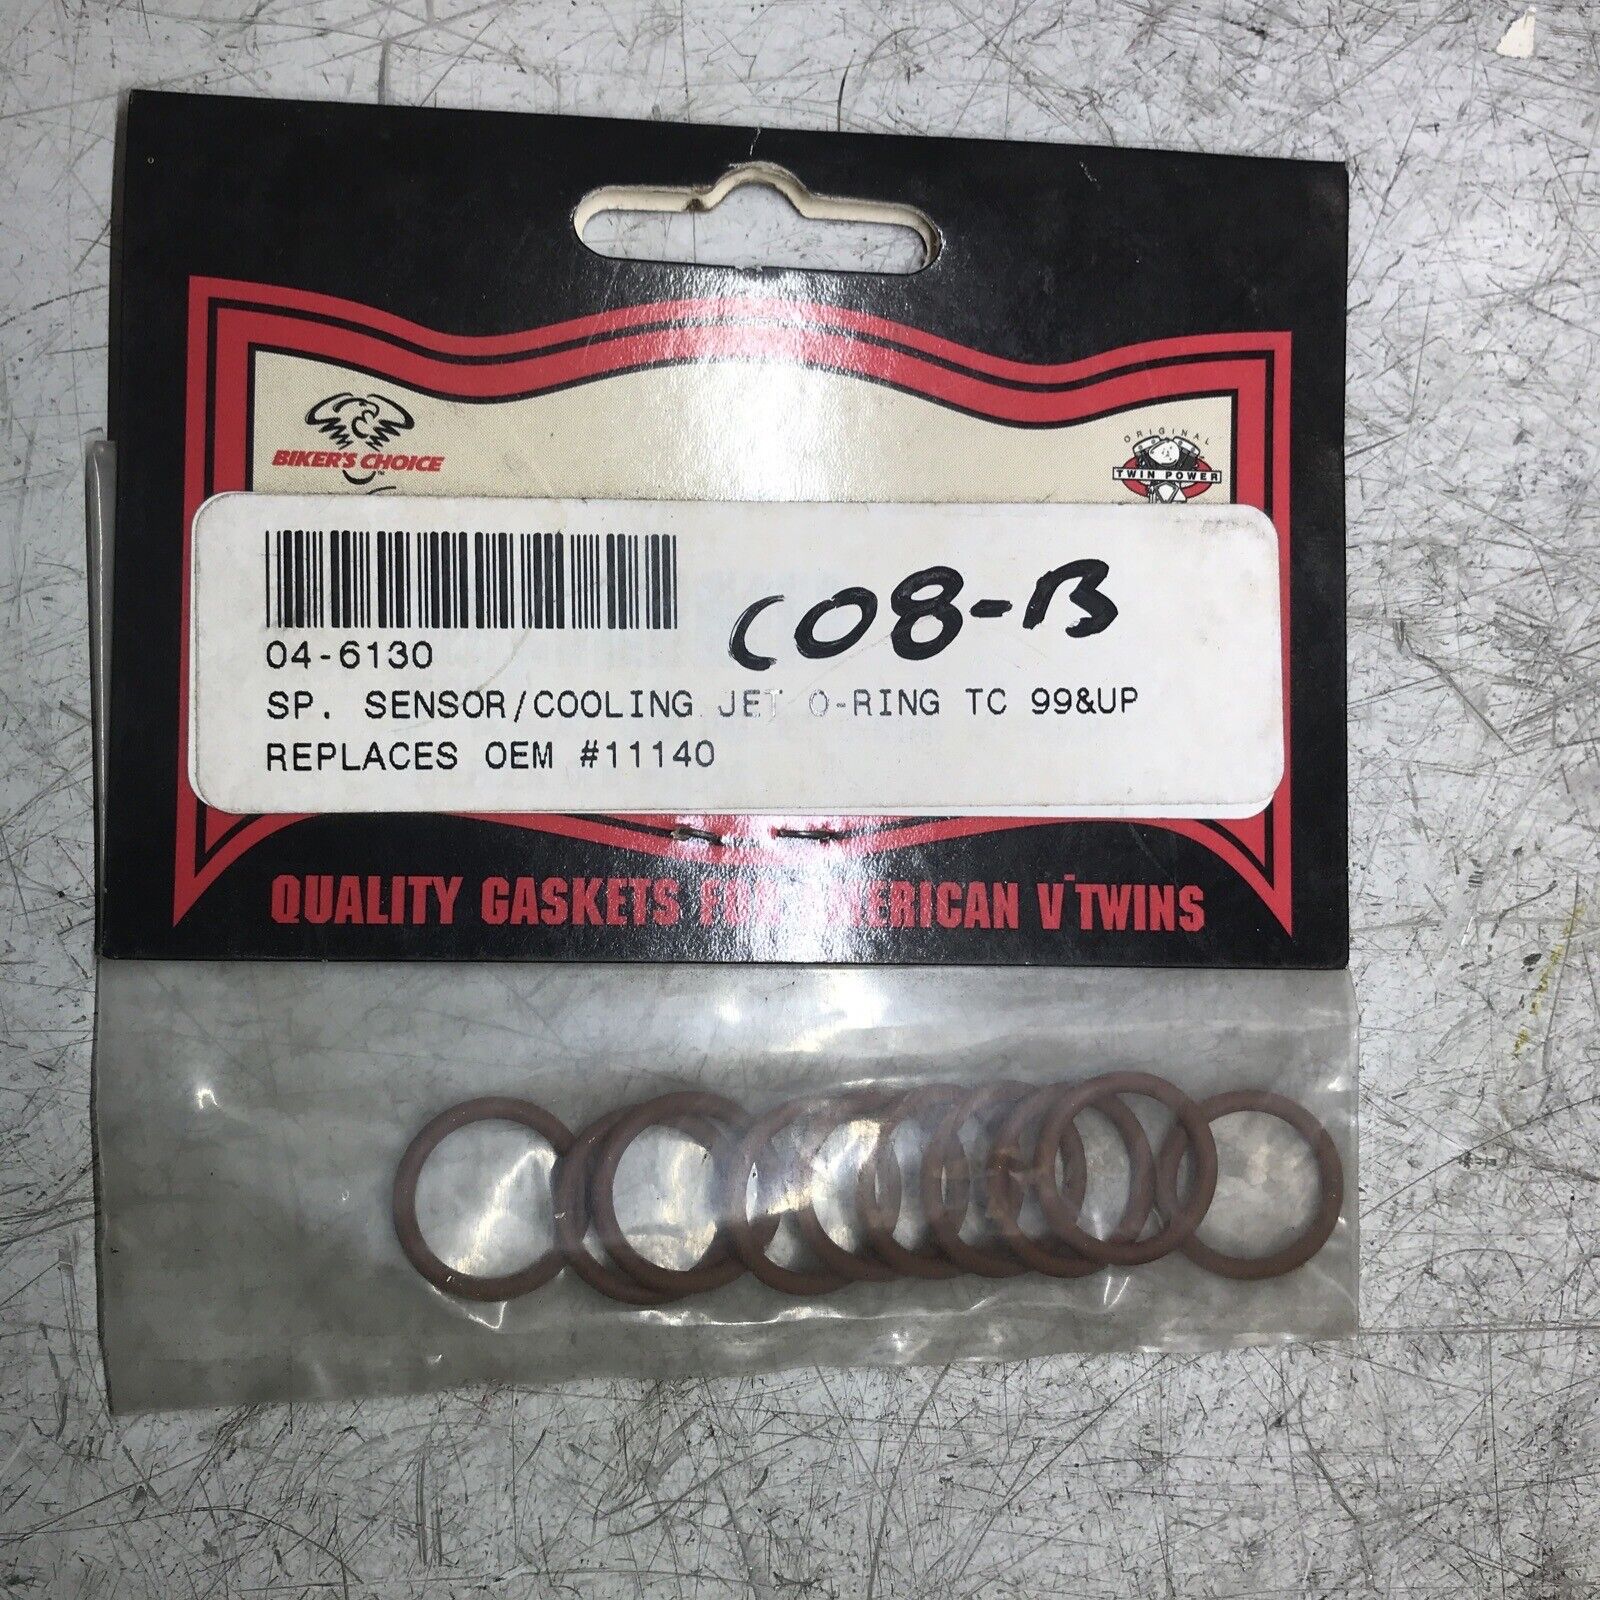 BIKER'S CHOICE
ORIGINAL
TWIN POWER
C08-B
04-6130
SP. SENSOR/COOLING JET O-RING TC 99&UP
REPLACES OEM #11140
QUALITY GASKETS FOR AMERICAN V-TWINS